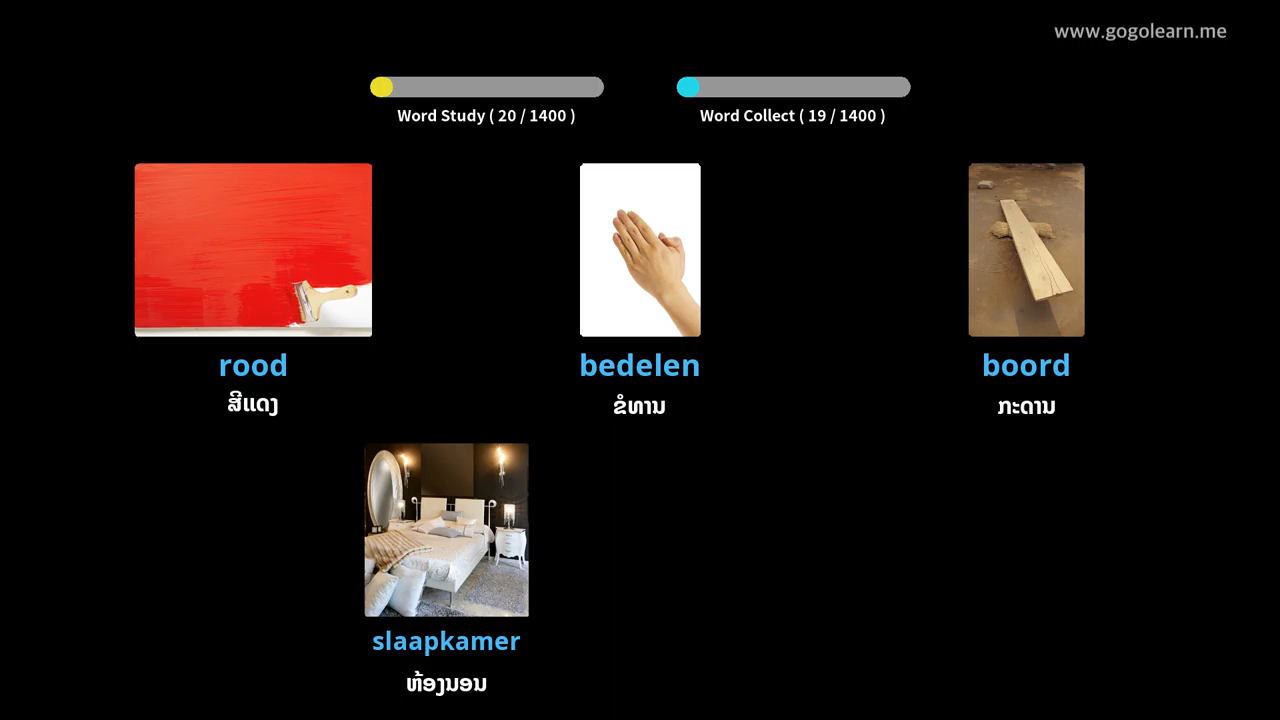 www.gogolearn.me
Word Study ( 20 / 1400 )
Word Collect ( 19 / 1400 )
rood
ສີແດງ
bedelen
ຂໍທານ
boord
ກະດານ
slaapkamer
ຫ້ອງນອນ